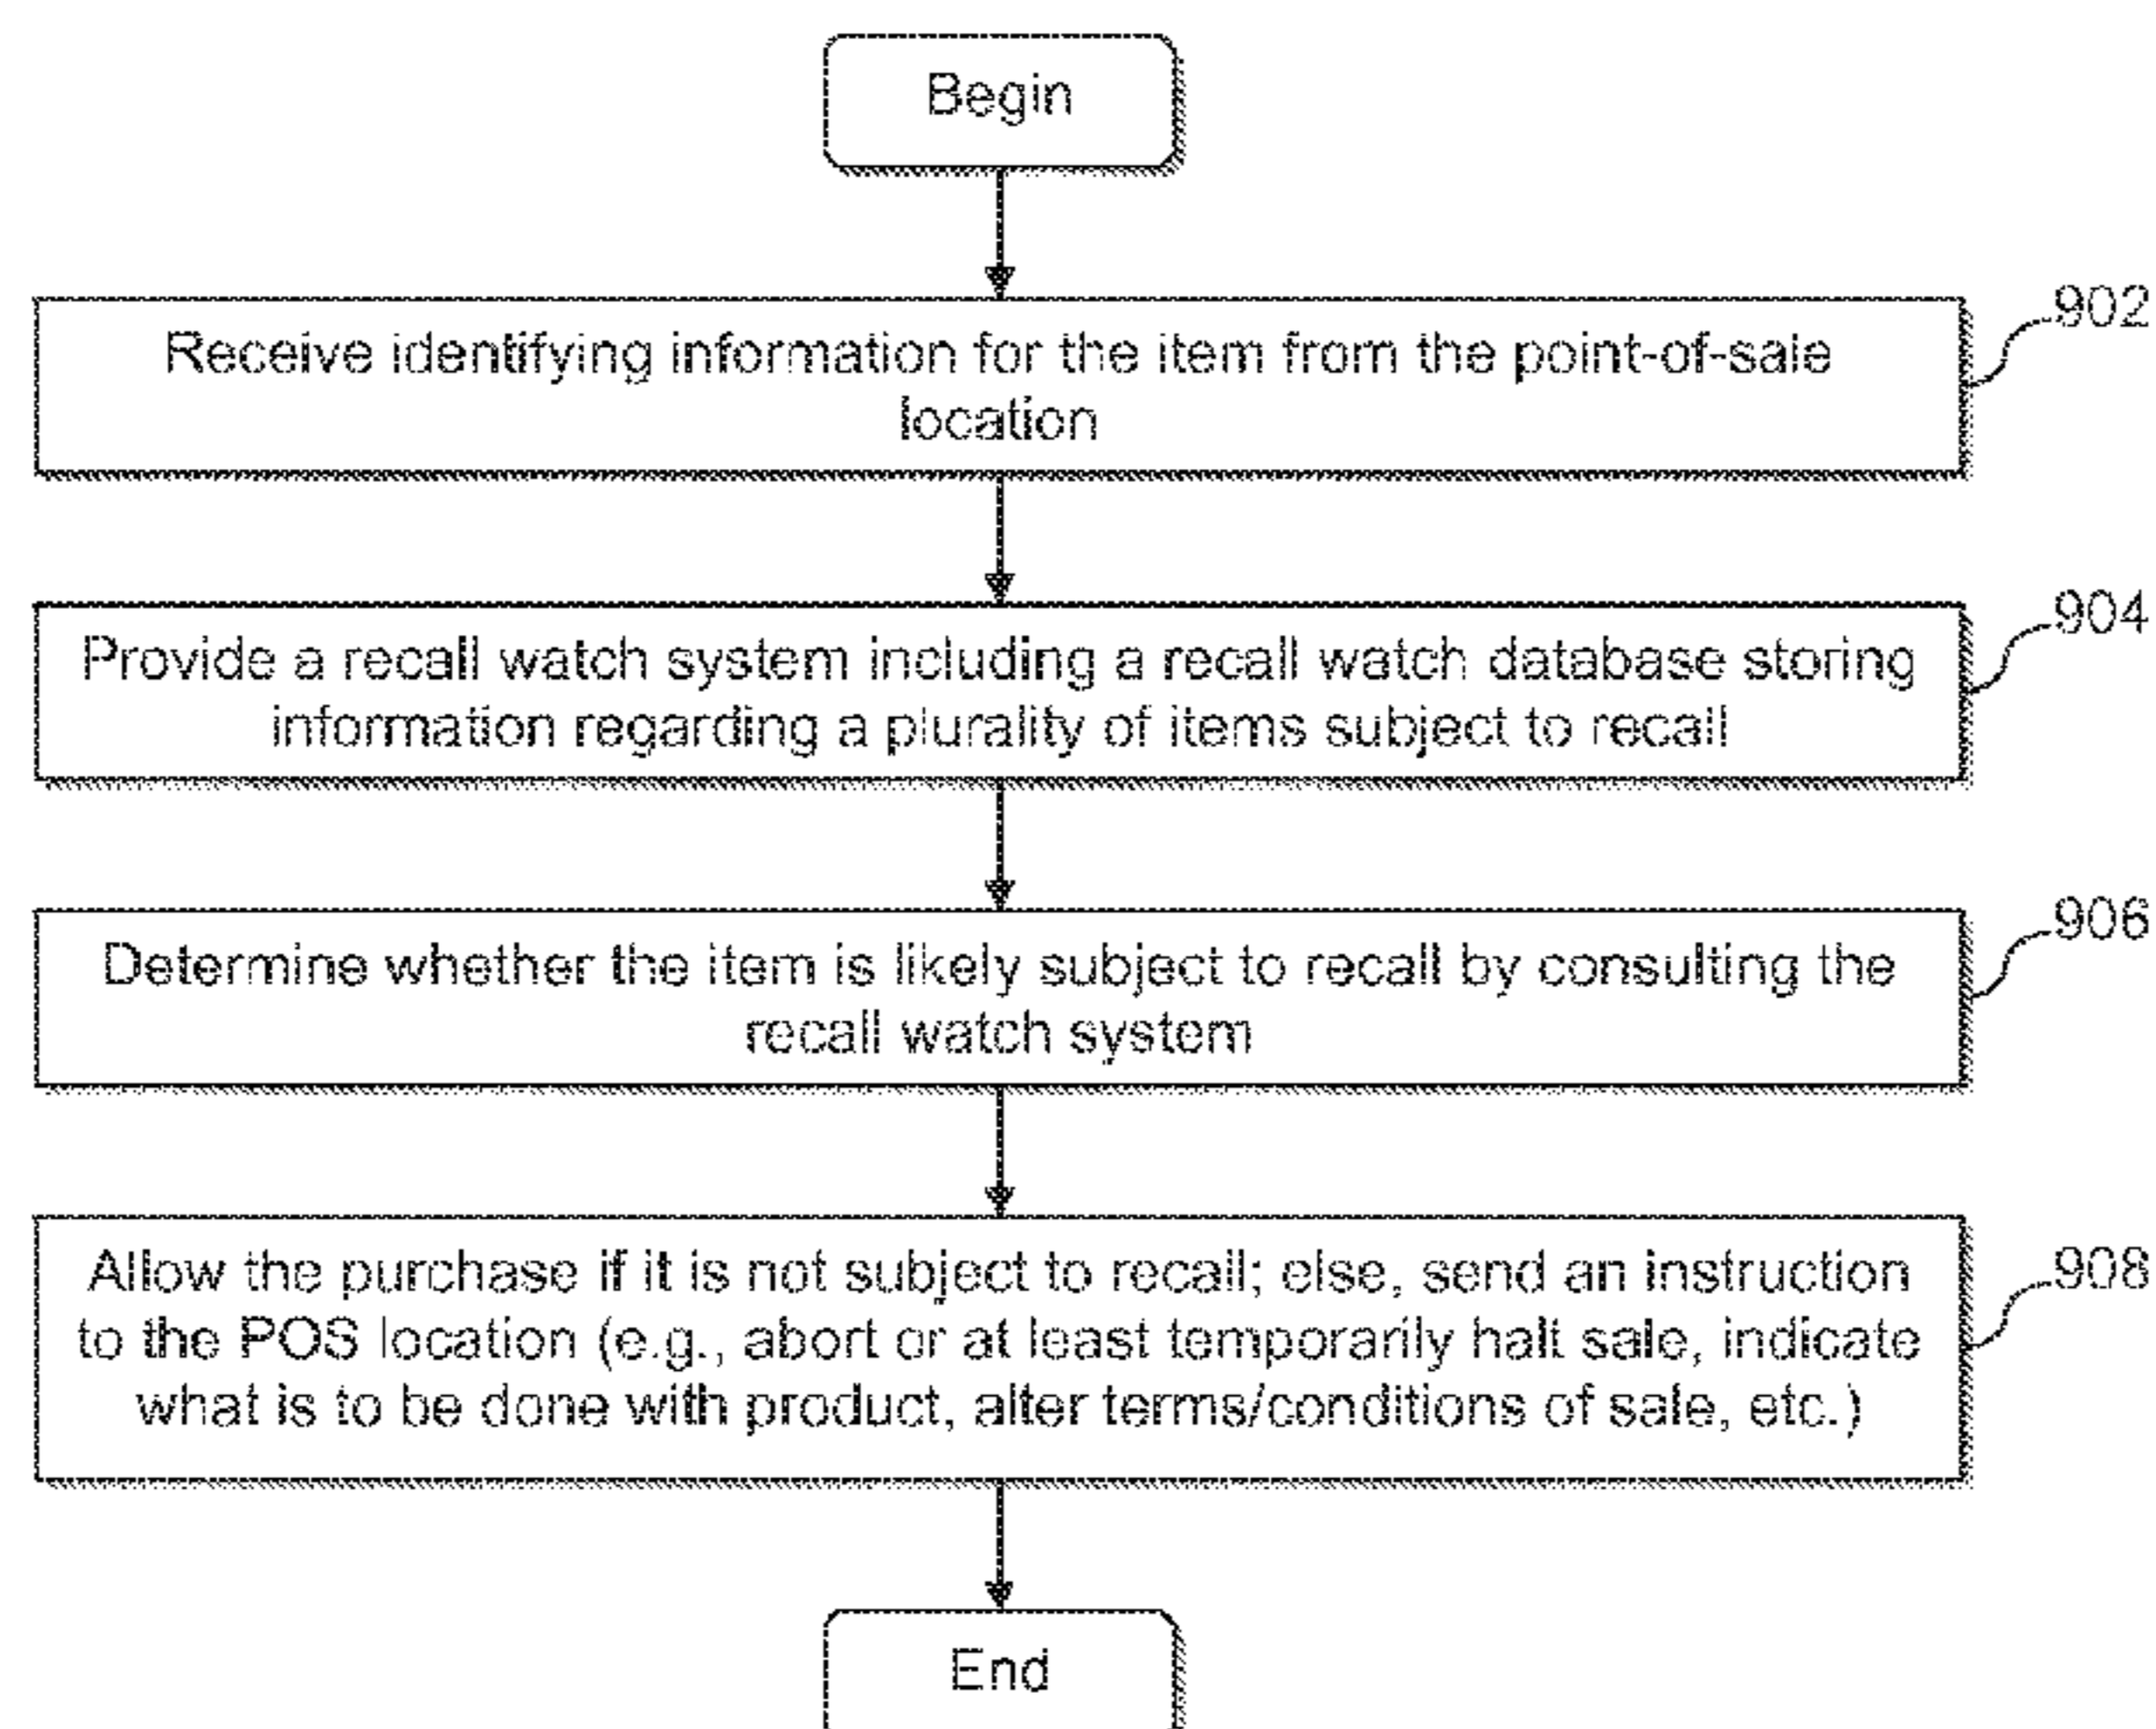 Begin
Receive identifying information for the item from the point-of-sale
location
902
Provide a recall watch system including a recall watch database storing
information regarding a plurality of items subject to recall
904
Determine whether the item is likely subject to recall by consulting the
recall watch system
906
Allow the purchase if it is not subject to recall; else, send an instruction
to the POS location (e.g., abort or at least temporarily halt sale, indicate
what is to be done with product, alter terms/conditions of sale, etc.)
908
End